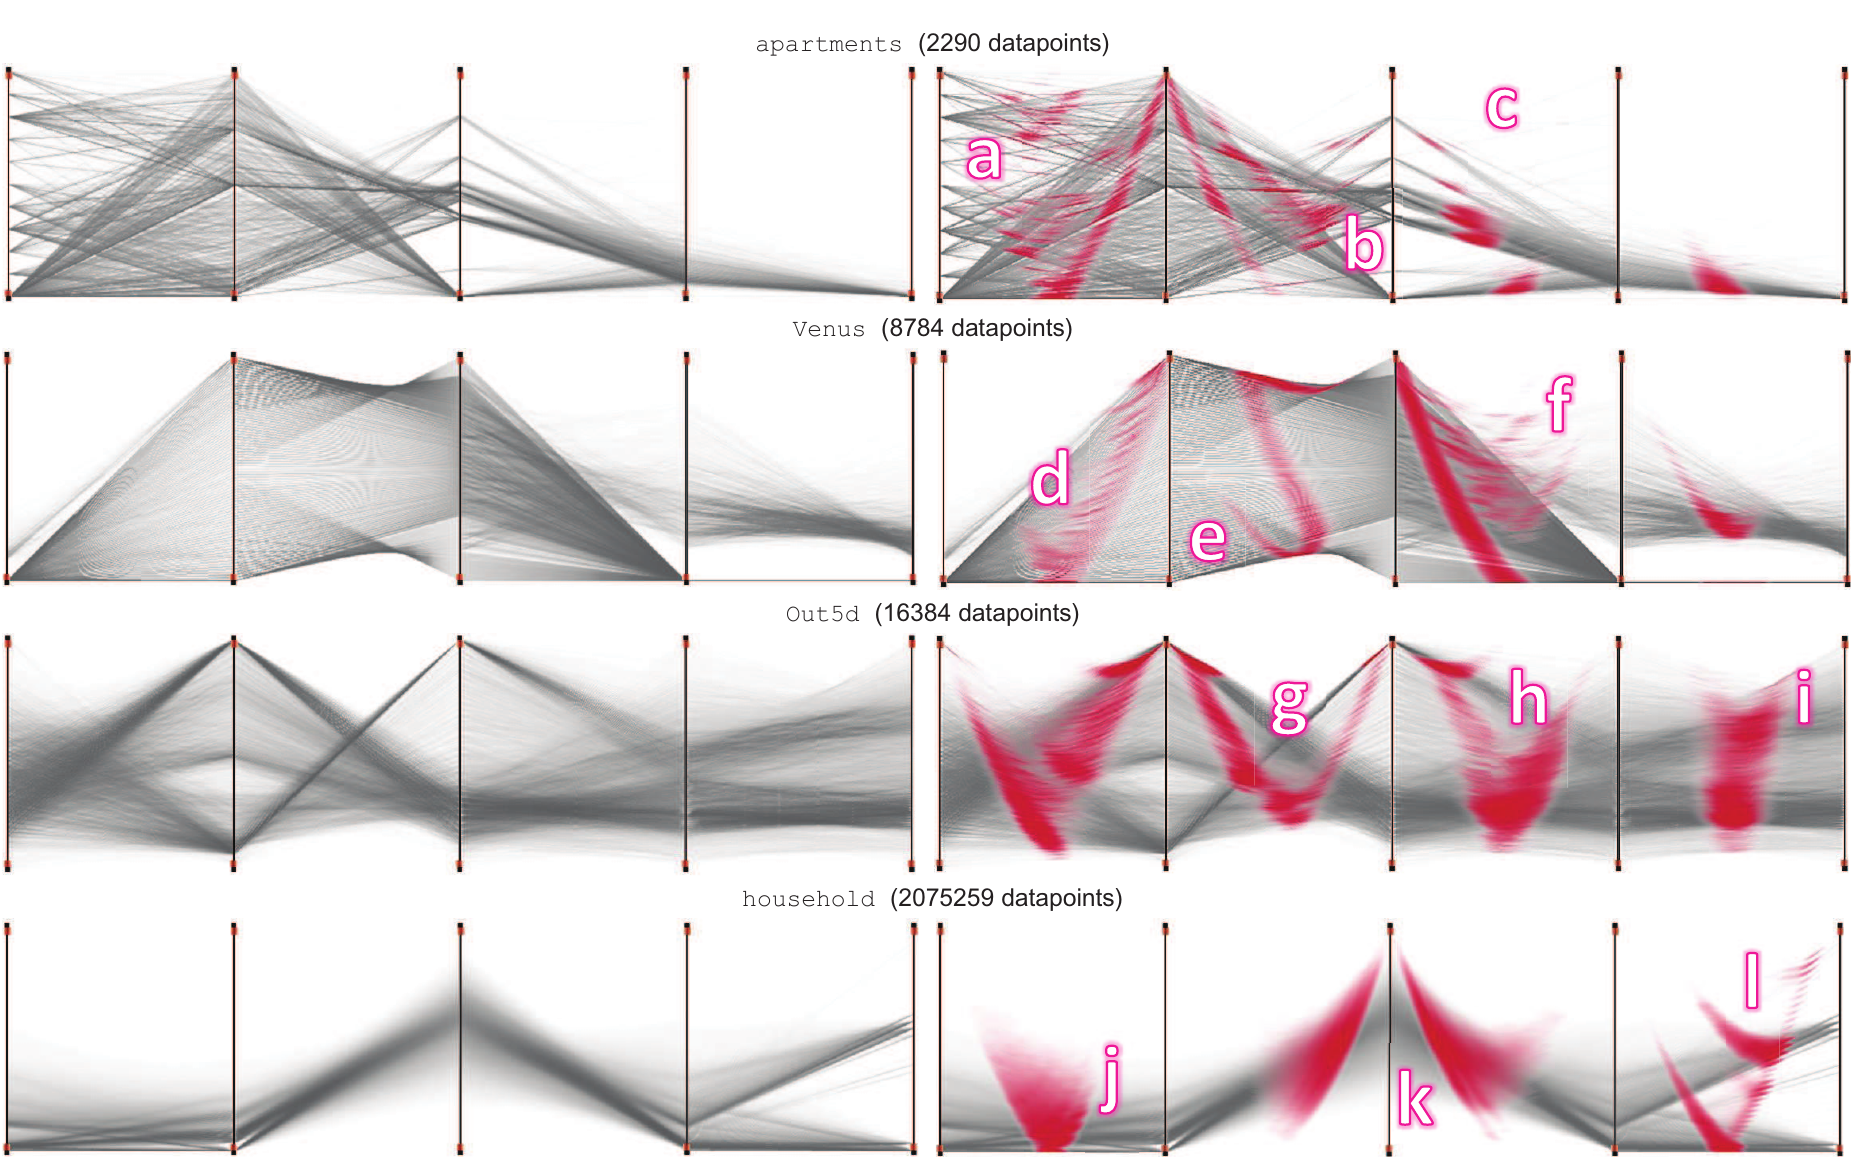 apartments (2290 datapoints)
a
b
c
Venus (8784 datapoints)
d
e
f
Out5d (16384 datapoints)
g
h
i
household (2075259 datapoints)
j
k
l